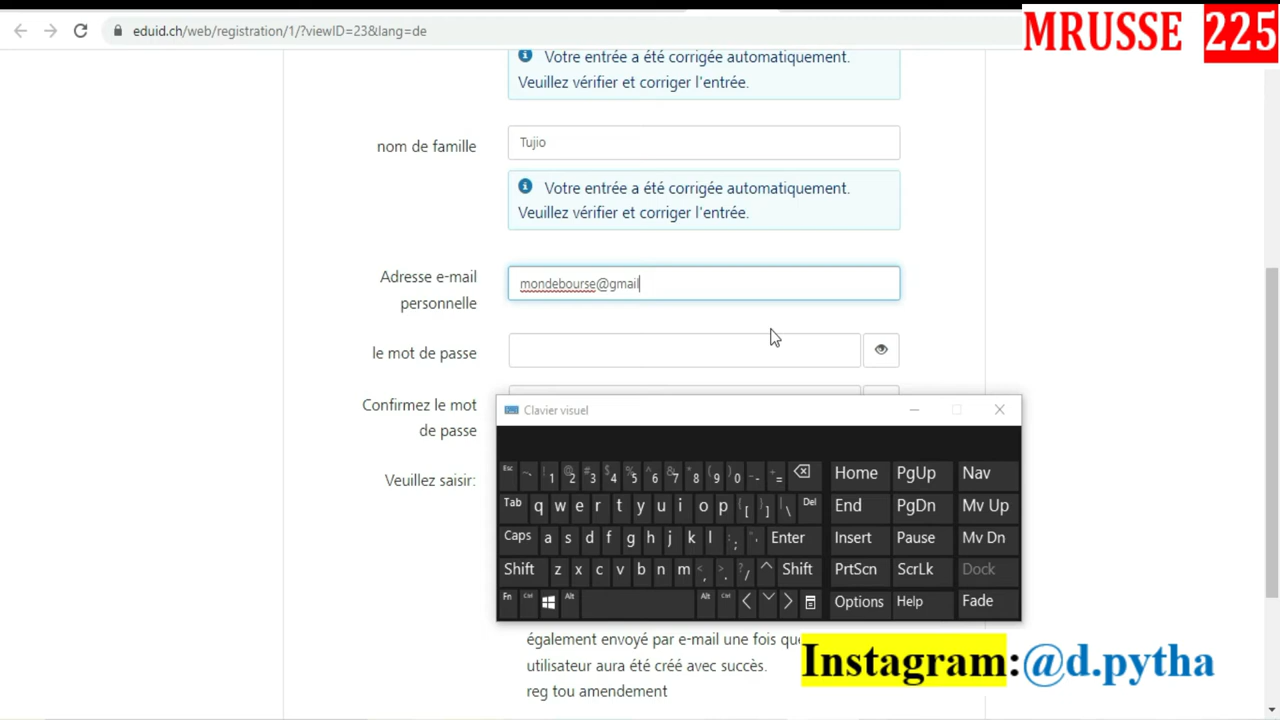 MRUSSE 225
eduid.ch/web/registration/1/?viewID=23&lang=de
Votre entrée a été corrigée automatiquement.
Veuillez vérifier et corriger l'entrée.
nom de famille
Tujio
Votre entrée a été corrigée automatiquement.
Veuillez vérifier et corriger l'entrée.
Adresse e-mail
personnelle
mondebourse@gmail
le mot de passe
Confirmez le mot
de passe
Veuillez saisir:
Clavier visuel
Esc ~ ` ! 1 @ 2 # 3 $ 4 % 5 ^ 6 & 7 * 8 ( 9 ) 0 _ - + = Home PgUp Nav
Tab q w e r t y u i o p { [ } ] | \ Del End PgDn Mv Up
Caps a s d f g h j k l : ; " ' Enter Insert Pause Mv Dn
Shift z x c v b n m < , > . ? / ^ Shift PrtScn ScrLk Dock
Fn Alt Alt Ctrl Options Help Fade
également envoyé par e-mail une fois que
utilisateur aura été créé avec succès.
reg tou amendement
Instagram:@d.pytha